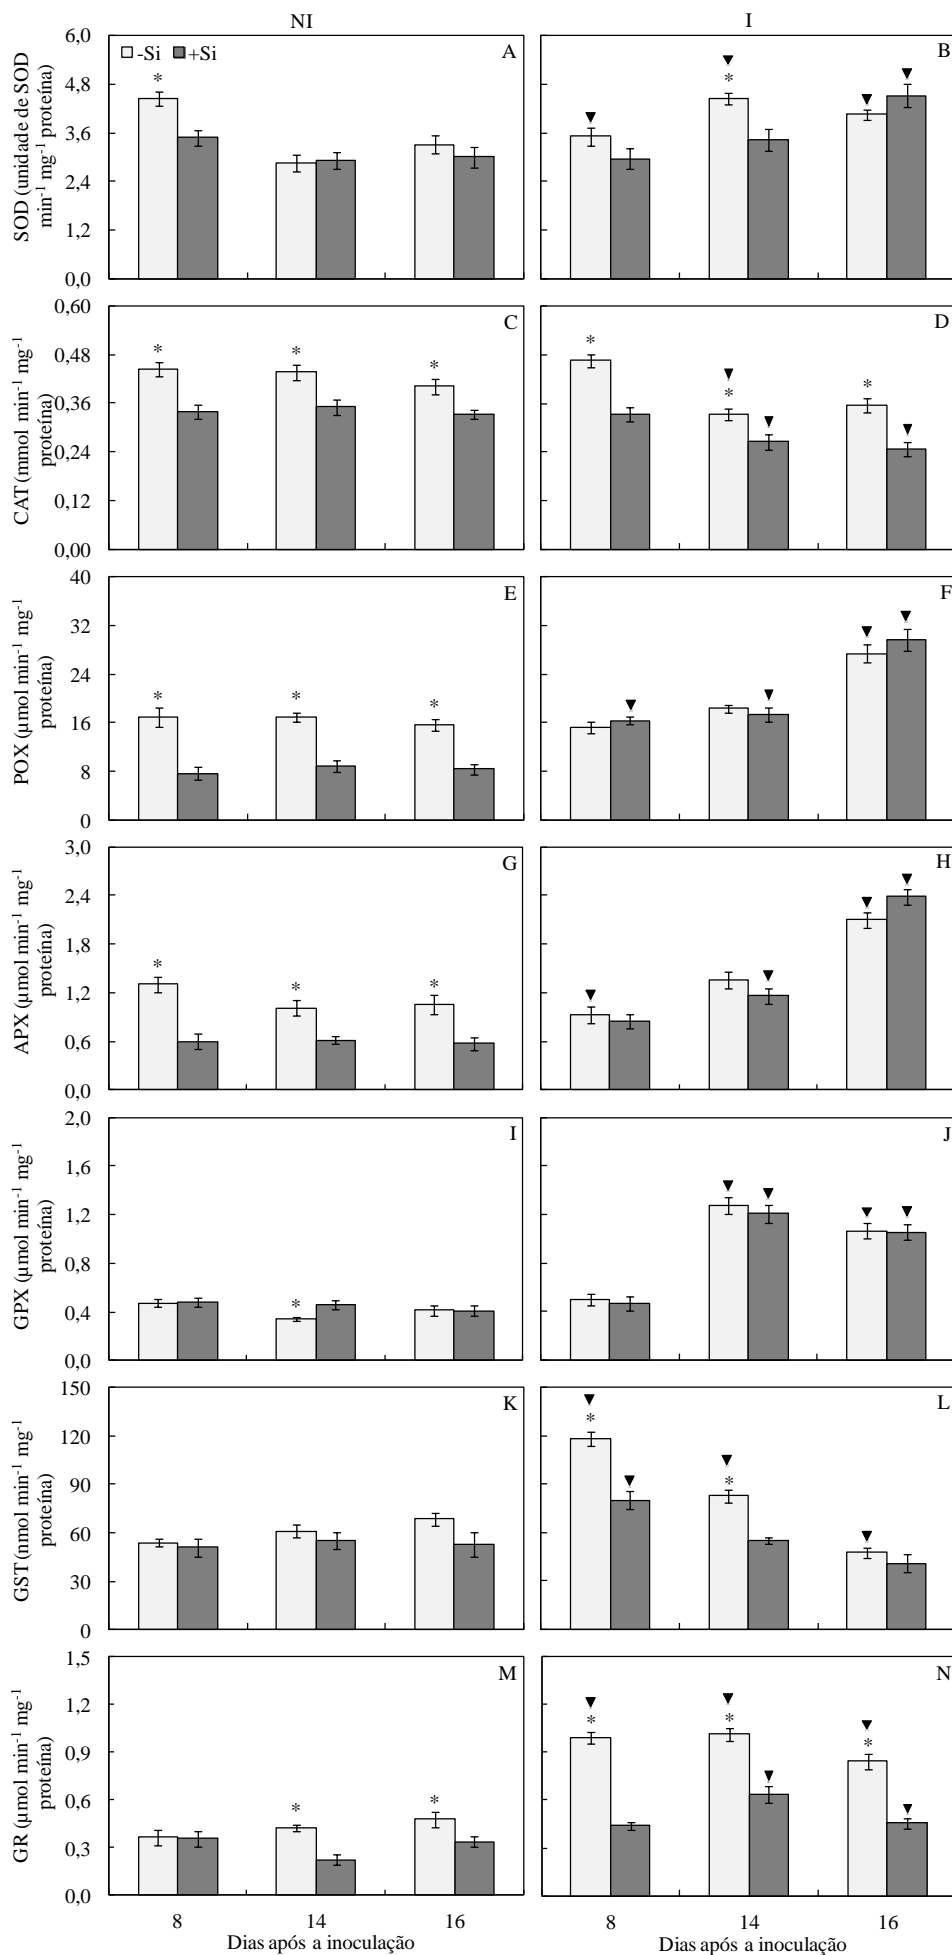 NI I
6,0 -Si +Si A B
4,8 * * 
3,6
2,4
1,2
0,0
SOD (unidade de SOD
min⁻¹ mg⁻¹ proteína)
0,60 C D
0,48 * * * * * *
0,36
0,24
0,12
0,00
CAT (nmol min⁻¹ mg⁻¹
proteína)
40 E F
32
24
16 * * *
8
0
POX (µmol min⁻¹ mg⁻¹
proteína)
3,0 G H
2,4
1,8
1,2 * * *
0,6
0,0
APX (µmol min⁻¹ mg⁻¹
proteína)
2,0 I J
1,6
1,2
0,8
0,4 *
0,0
GPX (µmol min⁻¹ mg⁻¹
proteína)
150 K L
120 * *
90
60
30
0
GST (nmol min⁻¹ mg⁻¹
proteína)
1,5 M N
1,2 * * *
0,9
0,6 * *
0,3
0,0
GR (µmol min⁻¹ mg⁻¹
proteína)
8 14 16 8 14 16
Dias após a inoculação Dias após a inoculação